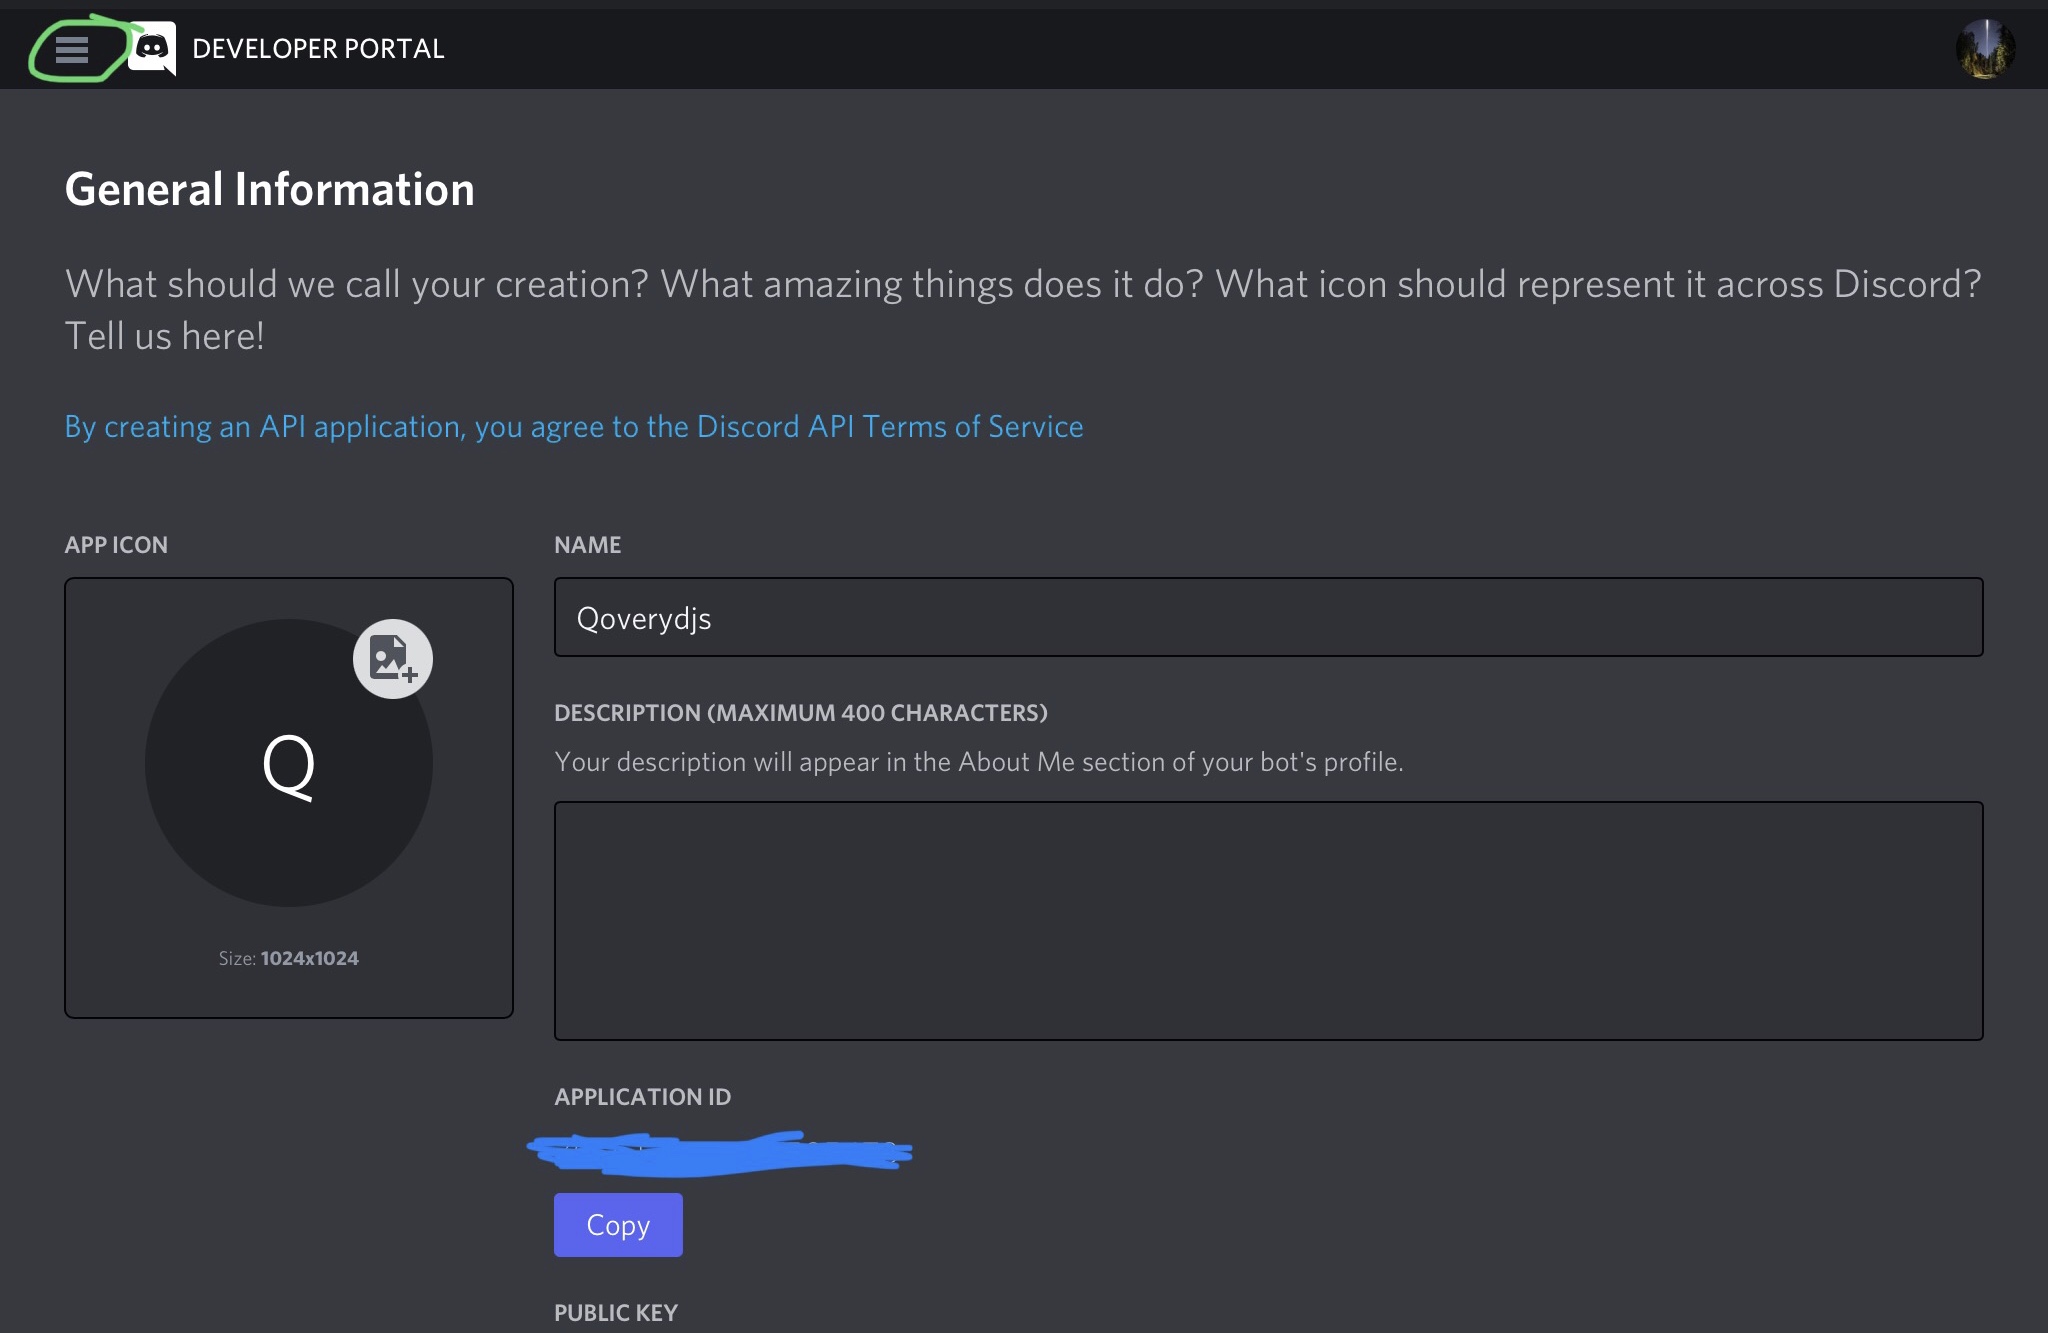 DEVELOPER PORTAL
General Information
What should we call your creation? What amazing things does it do? What icon should represent it across Discord?
Tell us here!
By creating an API application, you agree to the Discord API Terms of Service
APP ICON
Q
Size: 1024x1024
NAME
Qoverydjs
DESCRIPTION (MAXIMUM 400 CHARACTERS)
Your description will appear in the About Me section of your bot's profile.
APPLICATION ID
Copy
PUBLIC KEY